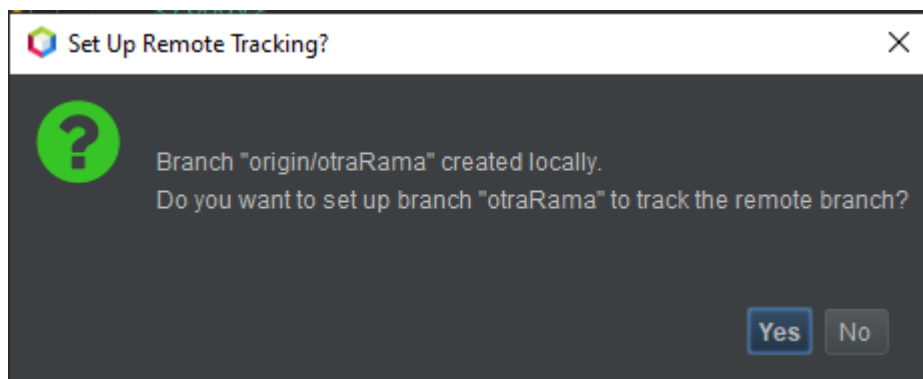 Set Up Remote Tracking?
Branch "origin/otraRama" created locally.
Do you want to set up branch "otraRama" to track the remote branch?
Yes No